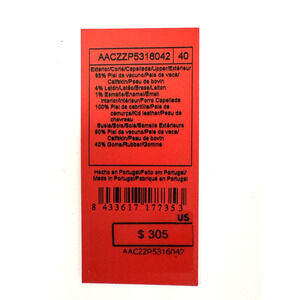 AACZZP5316042 40
Exterior/Corte/Capellada/Upper/Extérieur
95% Piel de vacuno/Pele de vaca/
Calfskin/Peau de bovin
4% Latón/Latão/Brass/Laiton
1% Esmalte/Enamel/Email
Interior/Intérieur/Forro Capellada
100% Piel de cabritilla/Pele de
camurça/Kid leather/Peau de
chevreau
Suela/Sola/Sole/Semelle Extérieure
60% Piel de vacuno/Pele de vaca/
Calfskin/Peau de bovin
40% Goma/Rubber/Gomme
Hecho en Portugal/Feito em Portugal/
Made in Portugal/Fabriqué en Portugal
8 433617 177353
US
$ 305
AACZZP5316042